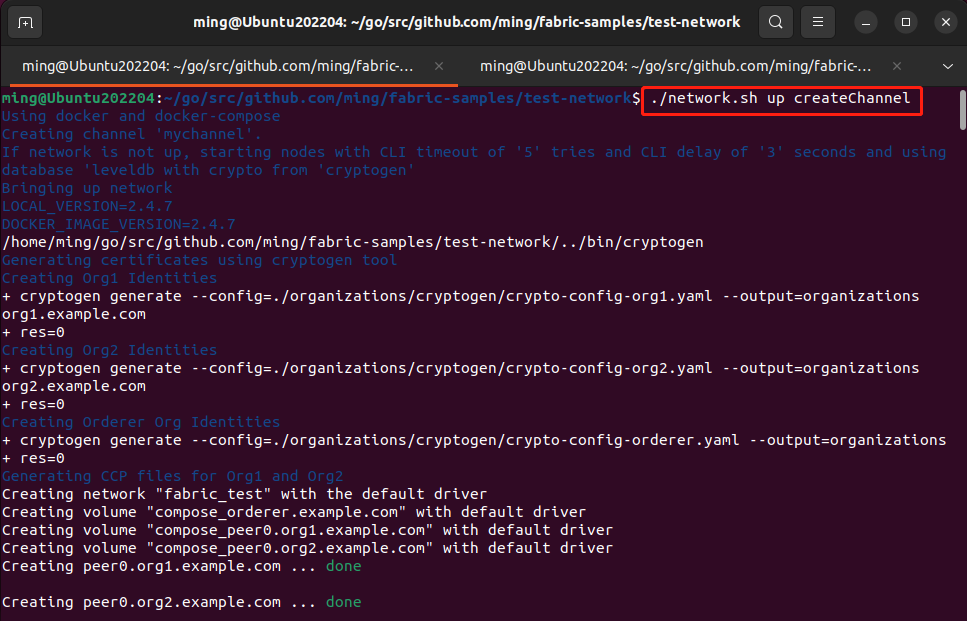 ming@Ubuntu202204: ~/go/src/github.com/ming/fabric-samples/test-network
ming@Ubuntu202204: ~/go/src/github.com/ming/fabric-...
ming@Ubuntu202204: ~/go/src/github.com/ming/fabric-...
ming@Ubuntu202204:~/go/src/github.com/ming/fabric-samples/test-network$ ./network.sh up createChannel
Using docker and docker-compose
Creating channel 'mychannel'.
If network is not up, starting nodes with CLI timeout of '5' tries and CLI delay of '3' seconds and using
database 'leveldb with crypto from 'cryptogen'
Bringing up network
LOCAL_VERSION=2.4.7
DOCKER_IMAGE_VERSION=2.4.7
/home/ming/go/src/github.com/ming/fabric-samples/test-network/../bin/cryptogen
Generating certificates using cryptogen tool
Creating Org1 Identities
+ cryptogen generate --config=./organizations/cryptogen/crypto-config-org1.yaml --output=organizations
org1.example.com
+ res=0
Creating Org2 Identities
+ cryptogen generate --config=./organizations/cryptogen/crypto-config-org2.yaml --output=organizations
org2.example.com
+ res=0
Creating Orderer Org Identities
+ cryptogen generate --config=./organizations/cryptogen/crypto-config-orderer.yaml --output=organizations
+ res=0
Generating CCP files for Org1 and Org2
Creating network "fabric_test" with the default driver
Creating volume "compose_orderer.example.com" with default driver
Creating volume "compose_peer0.org1.example.com" with default driver
Creating volume "compose_peer0.org2.example.com" with default driver
Creating peer0.org1.example.com ... done
Creating peer0.org2.example.com ... done